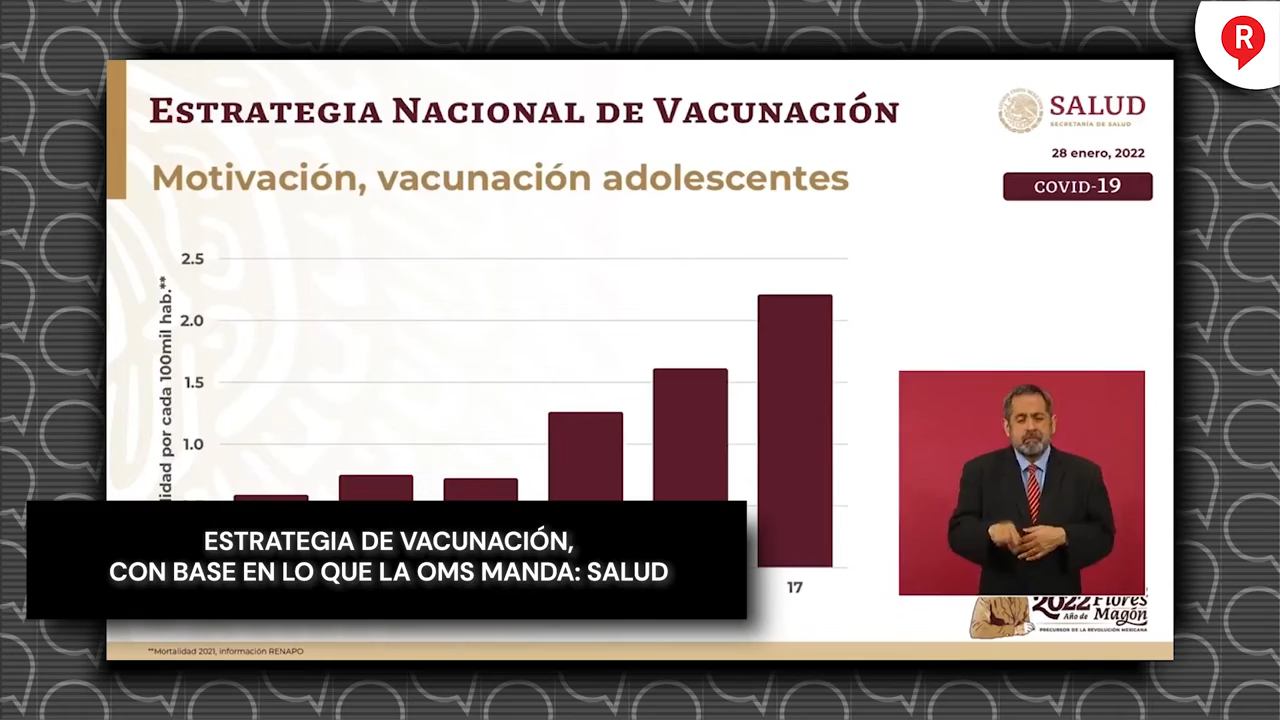 R
ESTRATEGIA NACIONAL DE VACUNACIÓN
SALUD
SECRETARÍA DE SALUD
28 enero, 2022
COVID-19
Motivación, vacunación adolescentes
2.5
2.0
1.5
1.0
por cada 100mil hab.**
17
ESTRATEGIA DE VACUNACIÓN,
CON BASE EN LO QUE LA OMS MANDA: SALUD
2022 Flores
Año de Magón
PRECURSOR DE LA REVOLUCIÓN MEXICANA
**Mortalidad 2021, información RENAPO